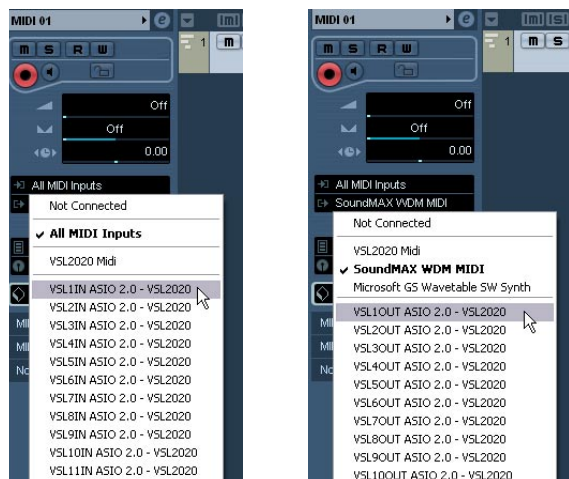 MIDI 01
e
M
1
m
m S R W
Off
Off
0.00
All MIDI Inputs
Not Connected
✓ All MIDI Inputs
VSL2020 Midi
VSL1IN ASIO 2.0 - VSL2020
VSL2IN ASIO 2.0 - VSL2020
VSL3IN ASIO 2.0 - VSL2020
VSL4IN ASIO 2.0 - VSL2020
VSL5IN ASIO 2.0 - VSL2020
VSL6IN ASIO 2.0 - VSL2020
VSL7IN ASIO 2.0 - VSL2020
VSL8IN ASIO 2.0 - VSL2020
VSL9IN ASIO 2.0 - VSL2020
VSL10IN ASIO 2.0 - VSL2020
VSL11IN ASIO 2.0 - VSL2020
MIDI 01
e
M S
1
m S
m S R W
Off
Off
0.00
All MIDI Inputs
SoundMAX WDM MIDI
Not Connected
VSL2020 Midi
✓ SoundMAX WDM MIDI
Microsoft GS Wavetable SW Synth
VSL1OUT ASIO 2.0 - VSL2020
VSL2OUT ASIO 2.0 - VSL2020
VSL3OUT ASIO 2.0 - VSL2020
VSL4OUT ASIO 2.0 - VSL2020
VSL5OUT ASIO 2.0 - VSL2020
VSL6OUT ASIO 2.0 - VSL2020
VSL7OUT ASIO 2.0 - VSL2020
VSL8OUT ASIO 2.0 - VSL2020
VSL9OUT ASIO 2.0 - VSL2020
VSL10OUT ASIO 2.0 - VSL2020